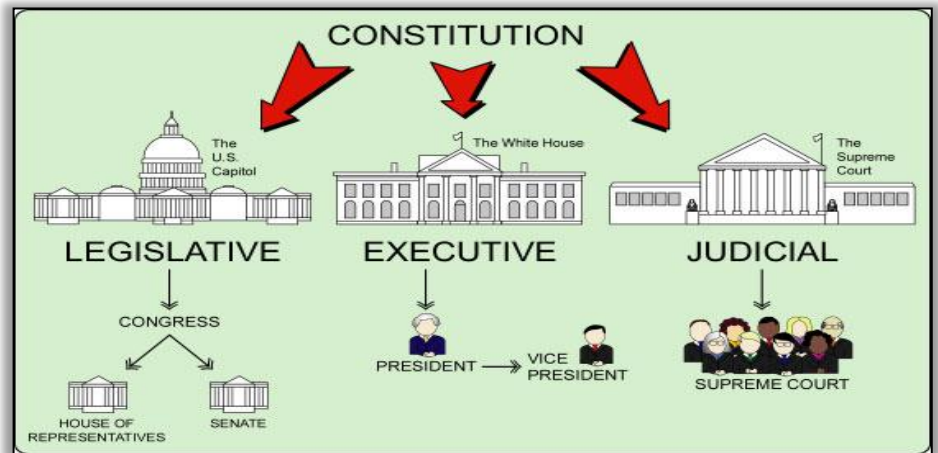 CONSTITUTION
The
U.S.
Capitol
The White House
The
Supreme
Court
LEGISLATIVE
EXECUTIVE
JUDICIAL
CONGRESS
HOUSE OF
REPRESENTATIVES
SENATE
PRESIDENT
VICE
PRESIDENT
SUPREME COURT